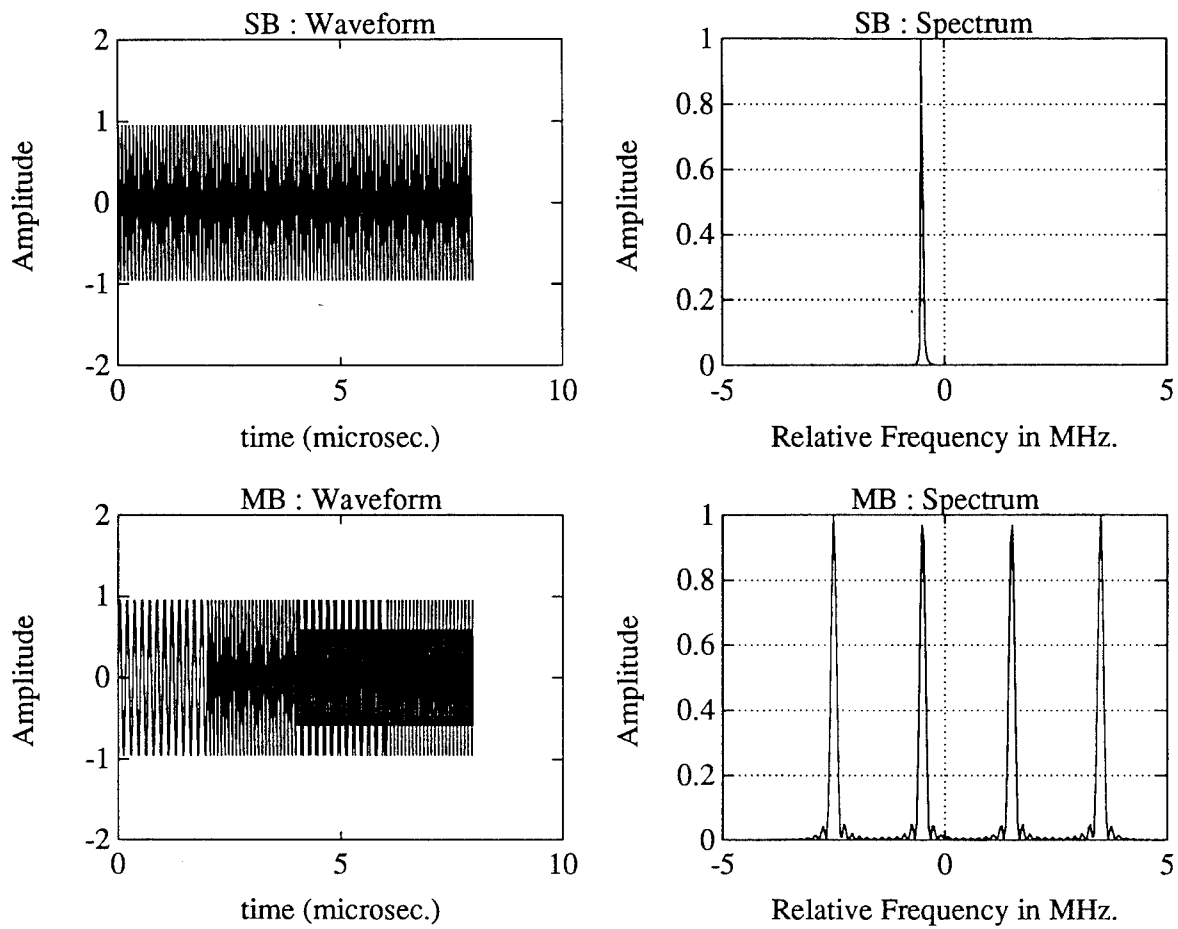 SB : Waveform
2
1
0
-1
-2
Amplitude
0
5
10
time (microsec.)
SB : Spectrum
1
0.8
0.6
0.4
0.2
0
Amplitude
-5
0
5
Relative Frequency in MHz.
MB : Waveform
2
1
0
-1
-2
Amplitude
0
5
10
time (microsec.)
MB : Spectrum
1
0.8
0.6
0.4
0.2
0
Amplitude
-5
0
5
Relative Frequency in MHz.